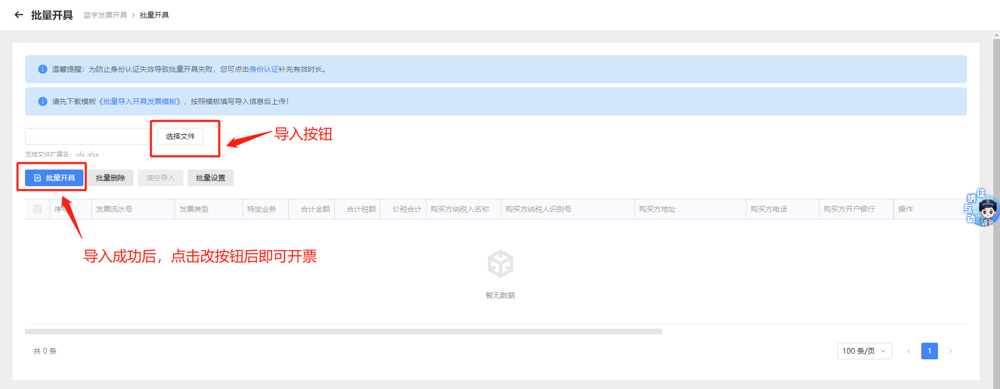 批量开具 蓝字发票开具 > 批量开具
温馨提醒：为防止身份认证失效导致批量开具失败，您可点击身份认证补充有效时长。
请先下载模板《批量导入开具发票模板》，按照模板填写导入信息后上传！
选择文件 导入按钮
支持文件扩展名：.xls .xlsx
批量开具 批量删除 清空导入 批量设置
序号 发票流水号 发票类型 特定业务 合计金额 合计税额 价税合计 购买方纳税人名称 购买方纳税人识别号 购买方地址 购买方电话 购买方开户银行 操作
征纳互动
导入成功后，点击改按钮后即可开票
暂无数据
共 0 条 100 条/页 < 1 >